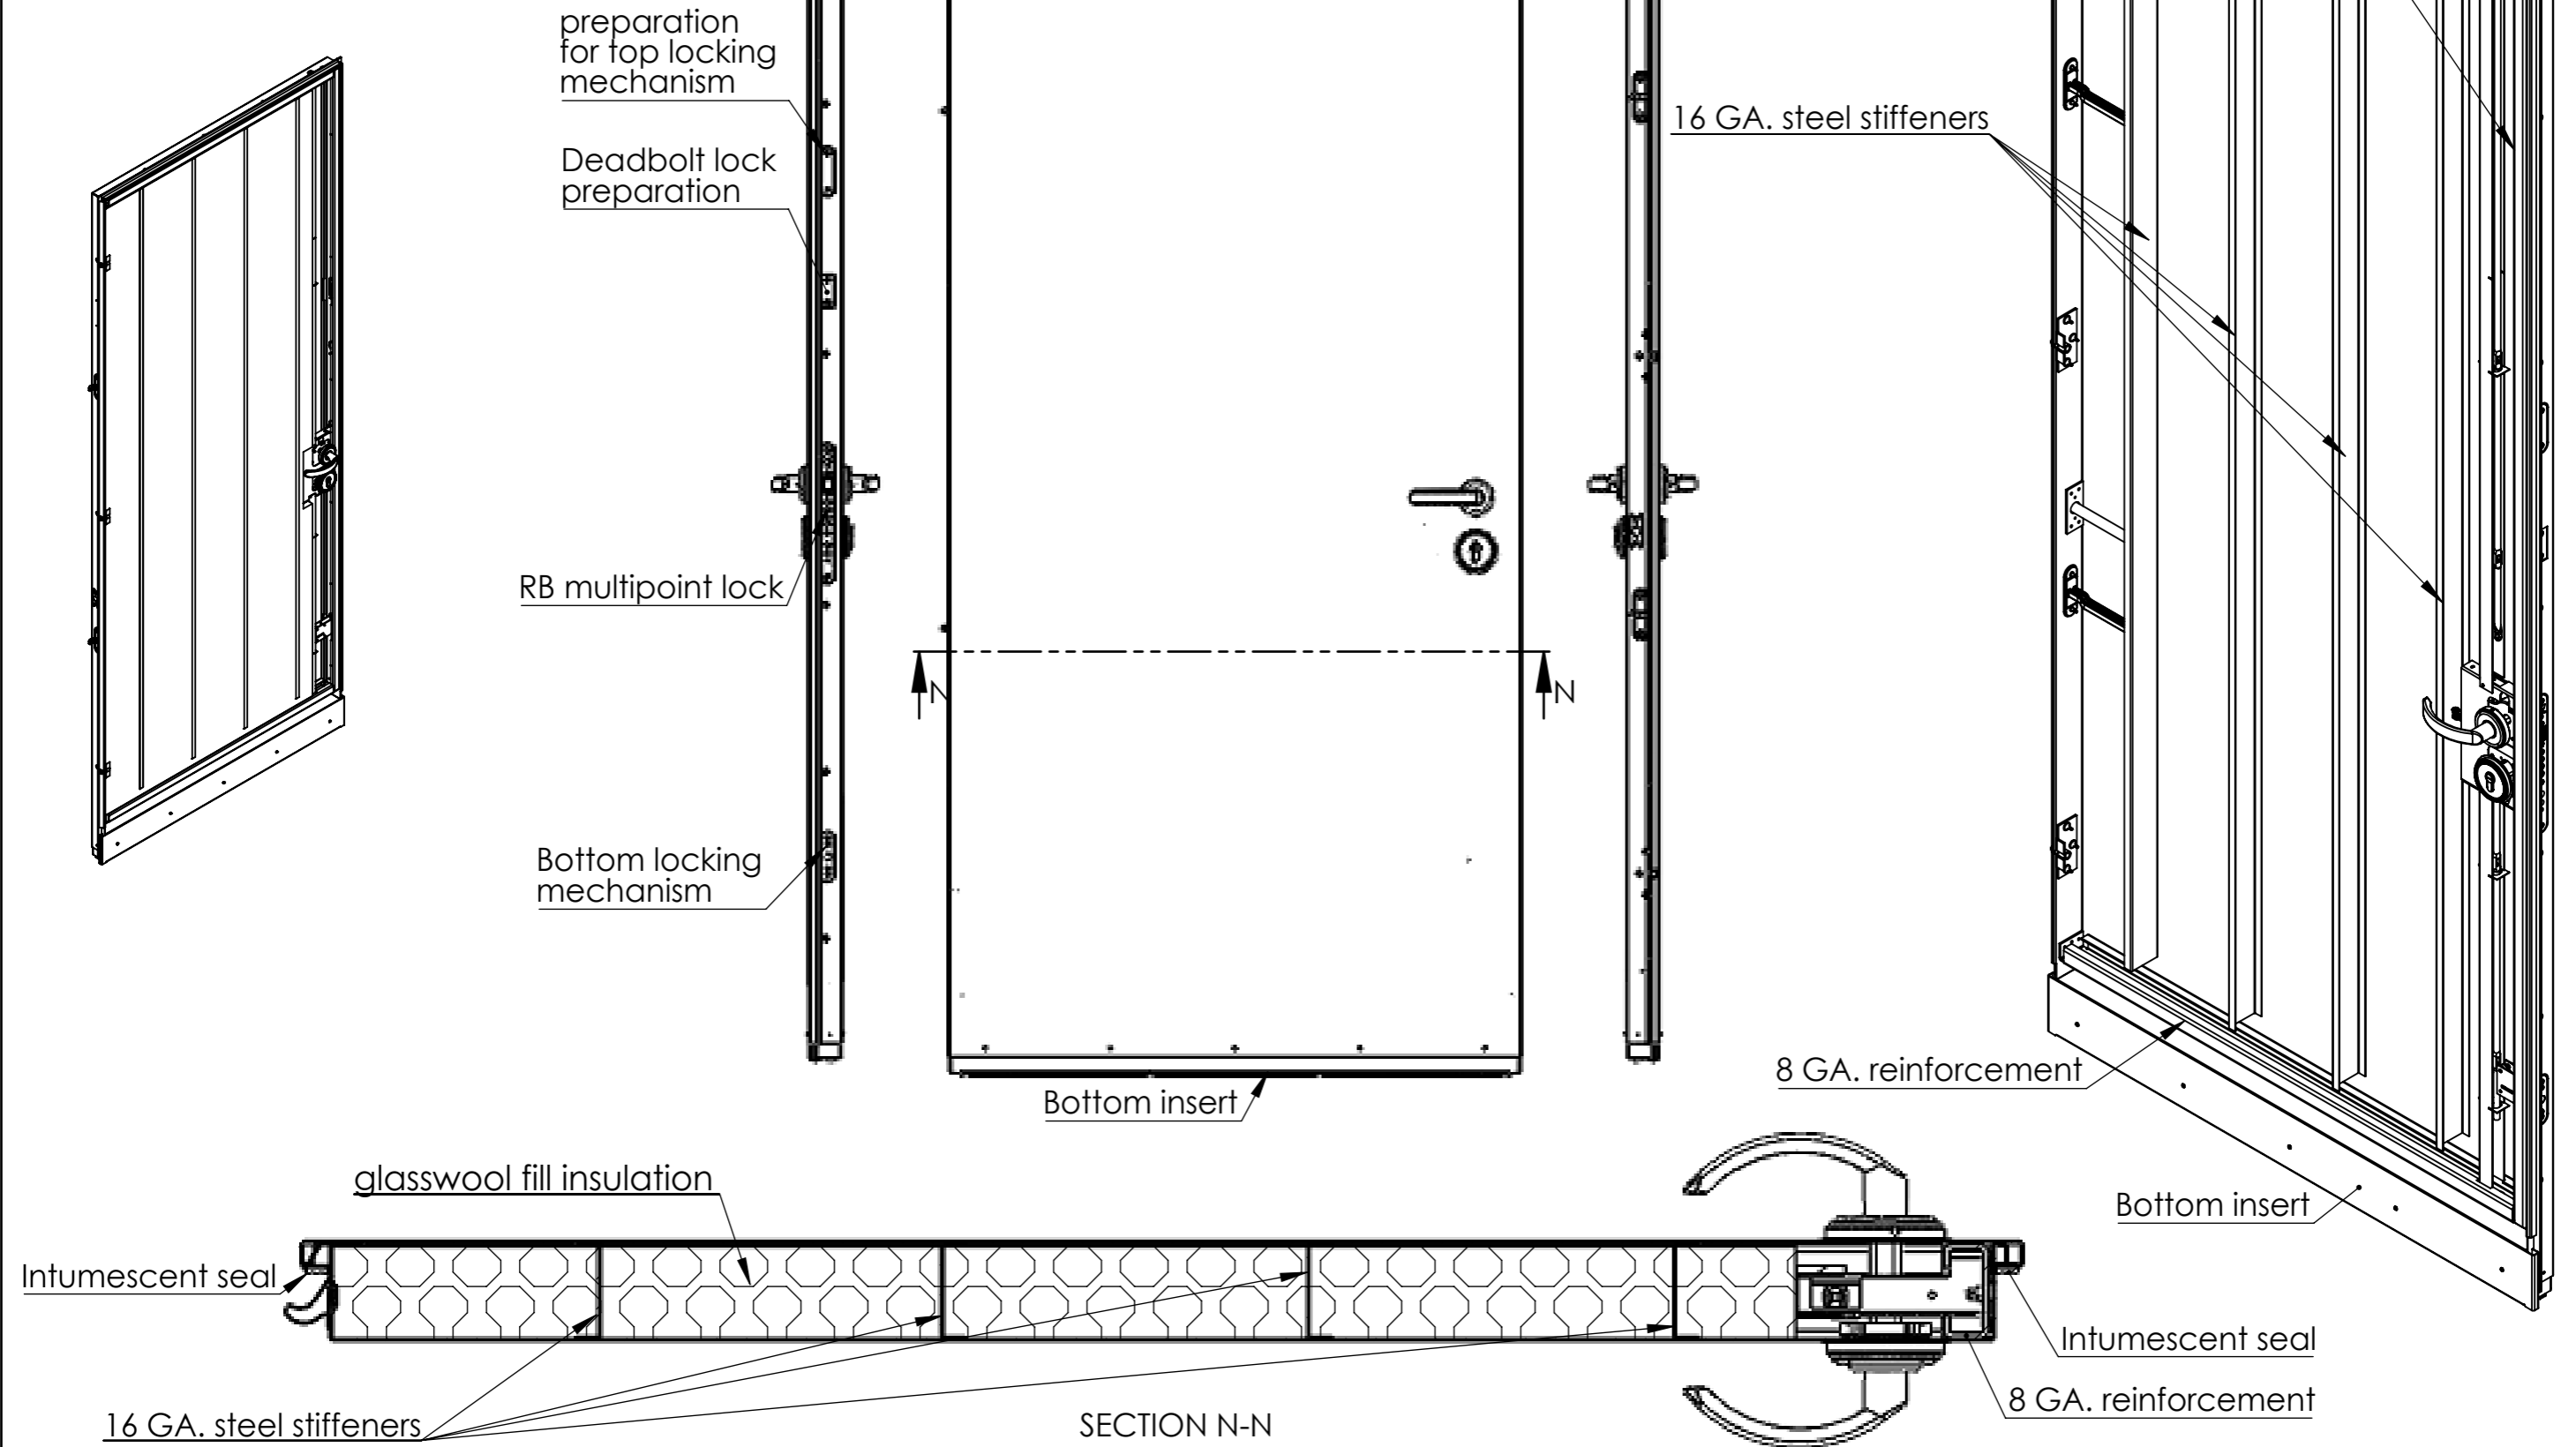 preparation
for top locking
mechanism
Deadbolt lock
preparation
16 GA. steel stiffeners
RB multipoint lock
N
N
Bottom locking
mechanism
8 GA. reinforcement
Bottom insert
glasswool fill insulation
Bottom insert
Intumescent seal
Intumescent seal
8 GA. reinforcement
16 GA. steel stiffeners
SECTION N-N